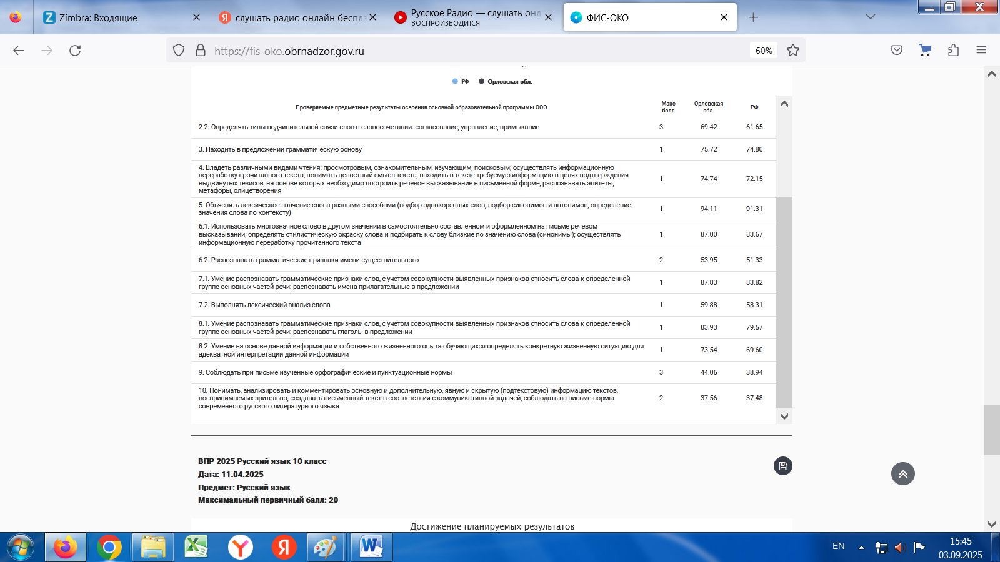 Zimbra: Входящие
слушать радио онлайн беспла
Русское Радио — слушать онл
ВОСПРОИЗВОДИТСЯ
ФИС-ОКО
https://fis-oko.obrnadzor.gov.ru
60%
РФ
Орловская обл.
Проверяемые предметные результаты освоения основной образовательной программы ООО
Макс балл
Орловская обл.
РФ
2.2. Определять типы подчинительной связи слов в словосочетании: согласование, управление, примыкание 3 69.42 61.65
3. Находить в предложении грамматическую основу 1 75.72 74.80
4. Владеть различными видами чтения: просмотровым, ознакомительным, изучающим, поисковым; осуществлять информационную
переработку прочитанного текста; понимать целостный смысл текста; находить в тексте требуемую информацию в целях подтверждения
выдвинутых тезисов, на основе которых необходимо построить речевое высказывание в письменной форме; распознавать эпитеты,
метафоры, олицетворения
1 74.74 72.15
5. Объяснять лексическое значение слова разными способами (подбор однокоренных слов, подбор синонимов и антонимов, определение
значения слова по контексту)
1 94.11 91.31
6.1. Использовать многозначное слово в другом значении в самостоятельно составленном и оформленном на письме речевом
высказывании; определять стилистическую окраску слова и подбирать к слову близкие по значению слова (синонимы); осуществлять
информационную переработку прочитанного текста
1 87.00 83.67
6.2. Распознавать грамматические признаки имени существительного 2 53.95 51.33
7.1. Умение распознавать грамматические признаки слов, с учетом совокупности выявленных признаков относить слова к определенной
группе основных частей речи: распознавать имена прилагательные в предложении
1 87.83 83.82
7.2. Выполнять лексический анализ слова 1 59.88 58.31
8.1. Умение распознавать грамматические признаки слов, с учетом совокупности выявленных признаков относить слова к определенной
группе основных частей речи: распознавать глаголы в предложении
1 83.93 79.57
8.2. Умение на основе данной информации и собственного жизненного опыта обучающихся определять конкретную жизненную ситуацию для
адекватной интерпретации данной информации
1 73.54 69.60
9. Соблюдать при письме изученные орфографические и пунктуационные нормы 3 44.06 38.94
10. Понимать, анализировать и комментировать основную и дополнительную, явную и скрытую (подтекстовую) информацию текстов,
воспринимаемых зрительно; создавать письменный текст в соответствии с коммуникативной задачей; соблюдать на письме нормы
современного русского литературного языка
2 37.56 37.48
ВПР 2025 Русский язык 10 класс
Дата: 11.04.2025
Предмет: Русский язык
Максимальный первичный балл: 20
Достижение планируемых результатов
EN
15:45
03.09.2025